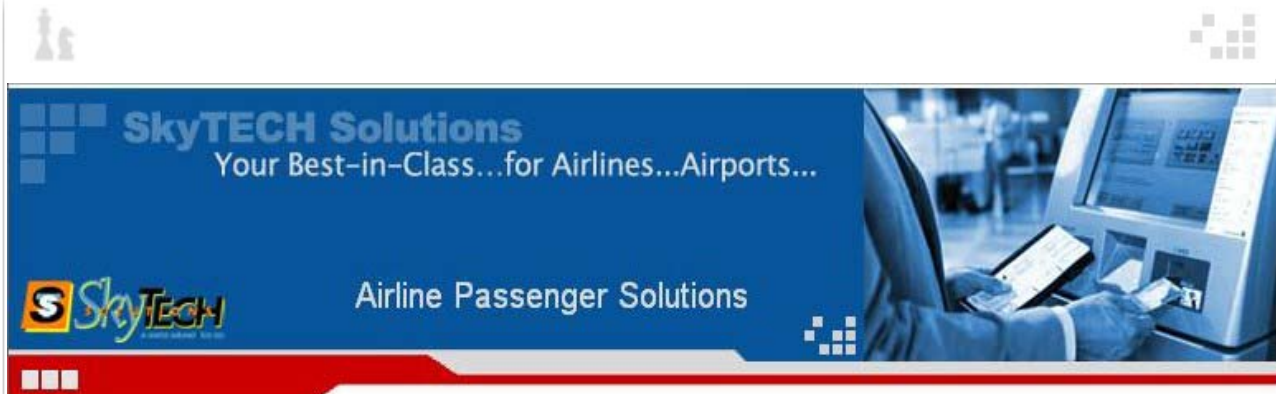 SkyTECH Solutions
Your Best-in-Class...for Airlines...Airports...
S SkyTECH
Airline Passenger Solutions